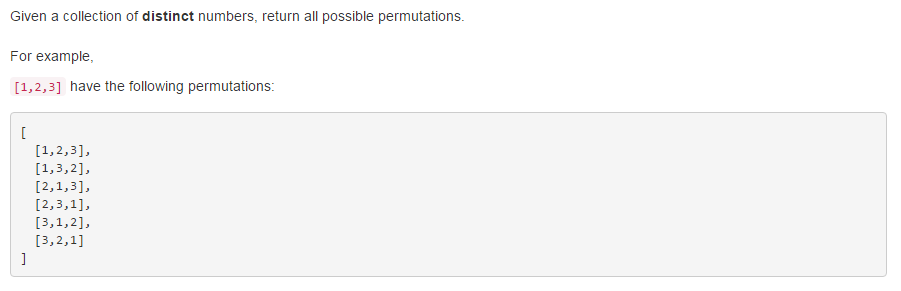 Given a collection of distinct numbers, return all possible permutations.
For example,
[1,2,3] have the following permutations:
[
[1,2,3],
[1,3,2],
[2,1,3],
[2,3,1],
[3,1,2],
[3,2,1]
]